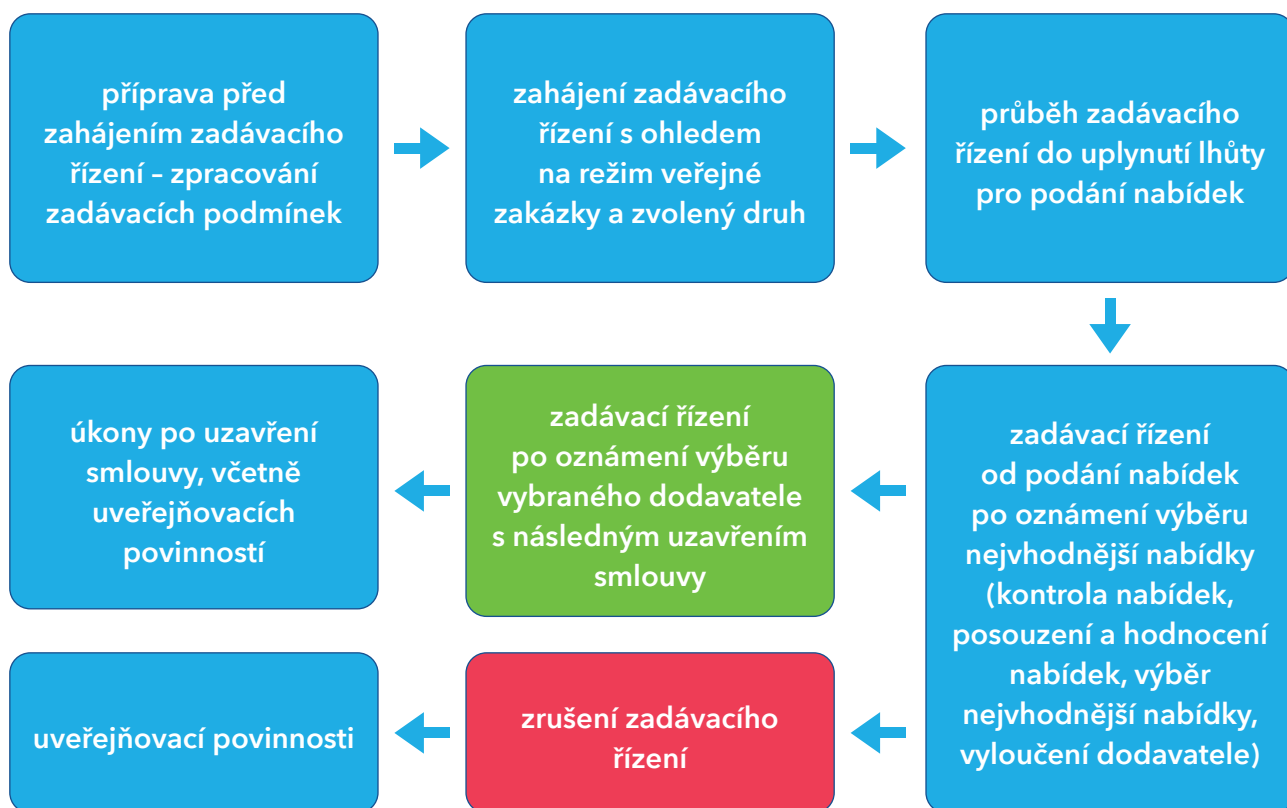 příprava před
zahájením zadávacího
řízení – zpracování
zadávacích podmínek
zahájení zadávacího
řízení s ohledem
na režim veřejné
zakázky a zvolený druh
průběh zadávacího
řízení do uplynutí lhůty
pro podání nabídek
zadávací řízení
od podání nabídek
po oznámení výběru
nejvhodnější nabídky
(kontrola nabídek,
posouzení a hodnocení
nabídek, výběr
nejvhodnější nabídky,
vyloučení dodavatele)
zadávací řízení
po oznámení výběru
vybraného dodavatele
s následným uzavřením
smlouvy
úkony po uzavření
smlouvy, včetně
uveřejňovacích
povinností
zrušení zadávacího
řízení
uveřejňovací povinnosti